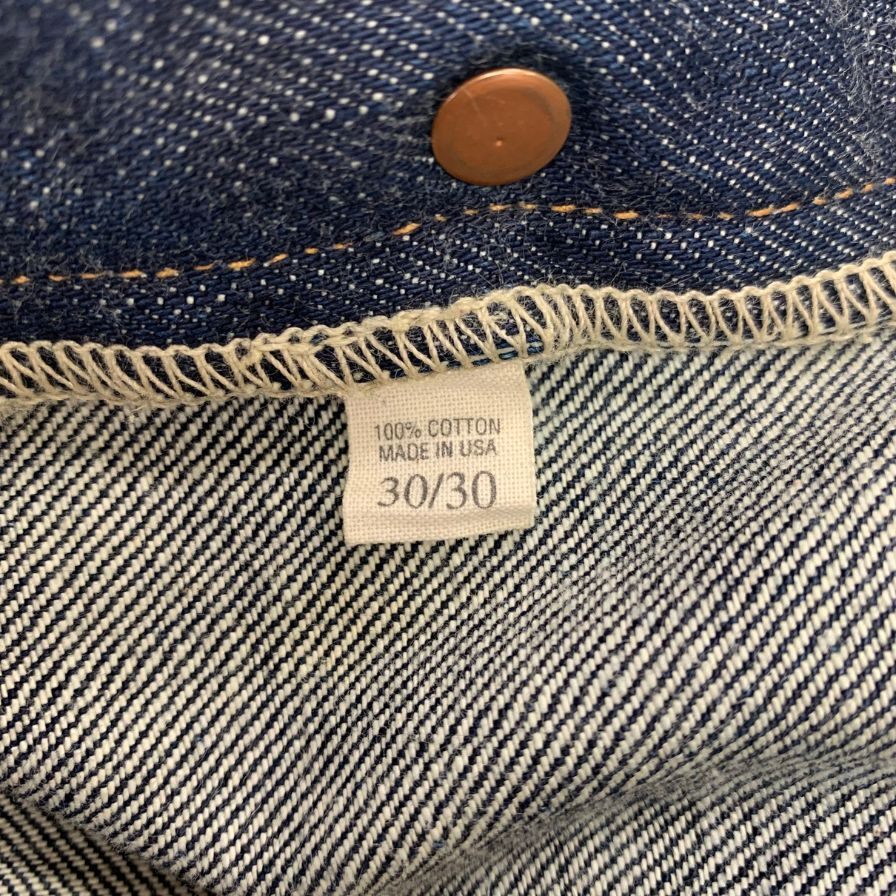 100% COTTON
MADE IN USA
30/30